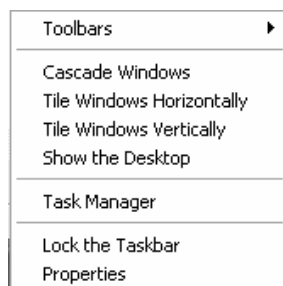 Toolbars
Cascade Windows
Tile Windows Horizontally
Tile Windows Vertically
Show the Desktop
Task Manager
Lock the Taskbar
Properties